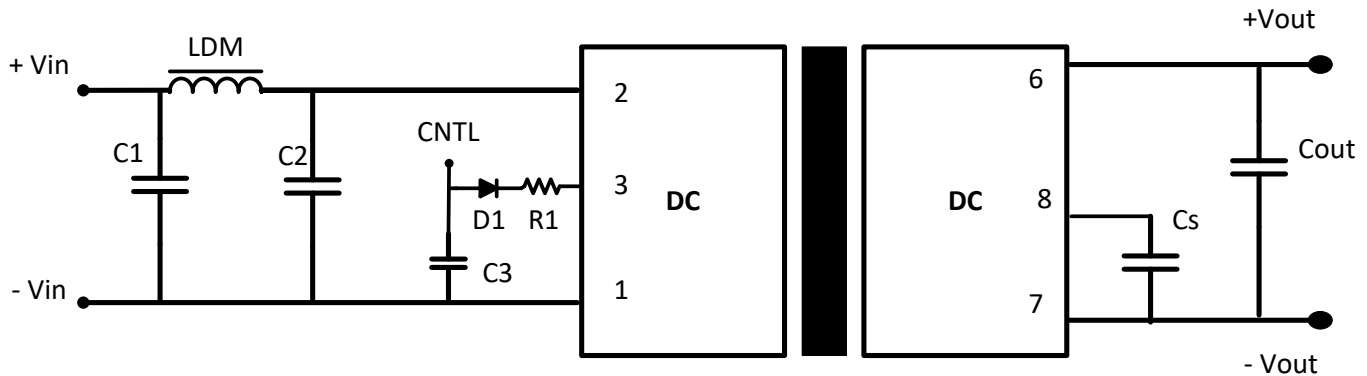 LDM
+Vout
+ Vin
2
6
CNTL
C1
C2
Cout
3
DC
DC
8
D1
R1
Cs
C3
- Vin
1
7
- Vout